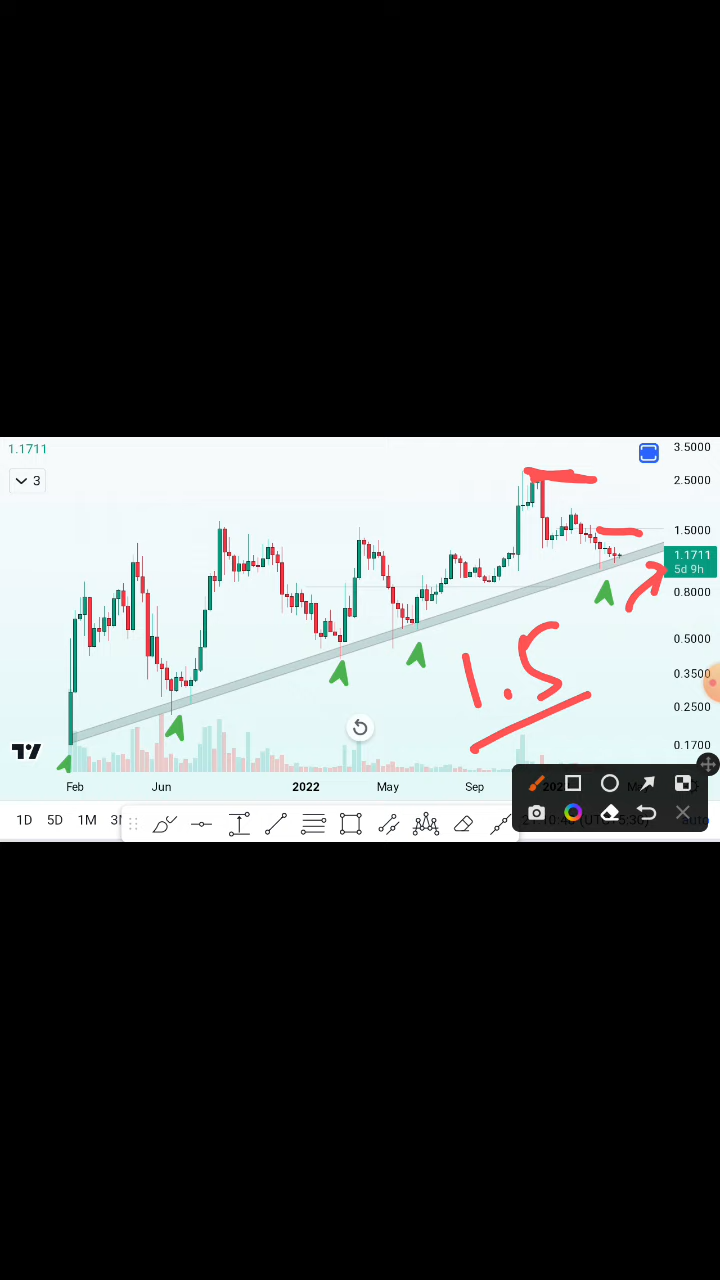 1.1711
3
3.5000
2.5000
1.5000
1.1711
5d 9h
0.8000
0.5000
0.3500
0.2500
0.1700
1.5
Feb
Jun
2022
May
Sep
1D
5D
1M
auto